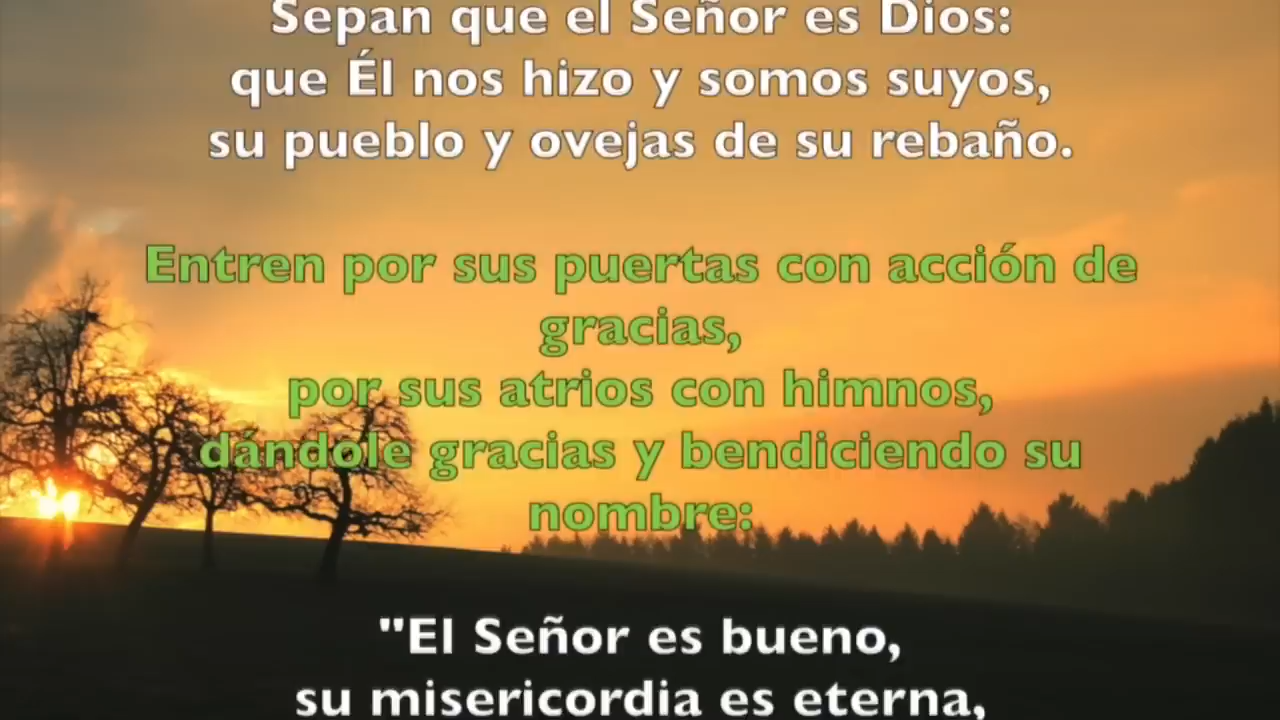 Sepan que el Señor es Dios:
que Él nos hizo y somos suyos,
su pueblo y ovejas de su rebaño.
Entren por sus puertas con acción de
gracias,
por sus atrios con himnos,
dándole gracias y bendiciendo su
nombre:
"El Señor es bueno,
su misericordia es eterna,